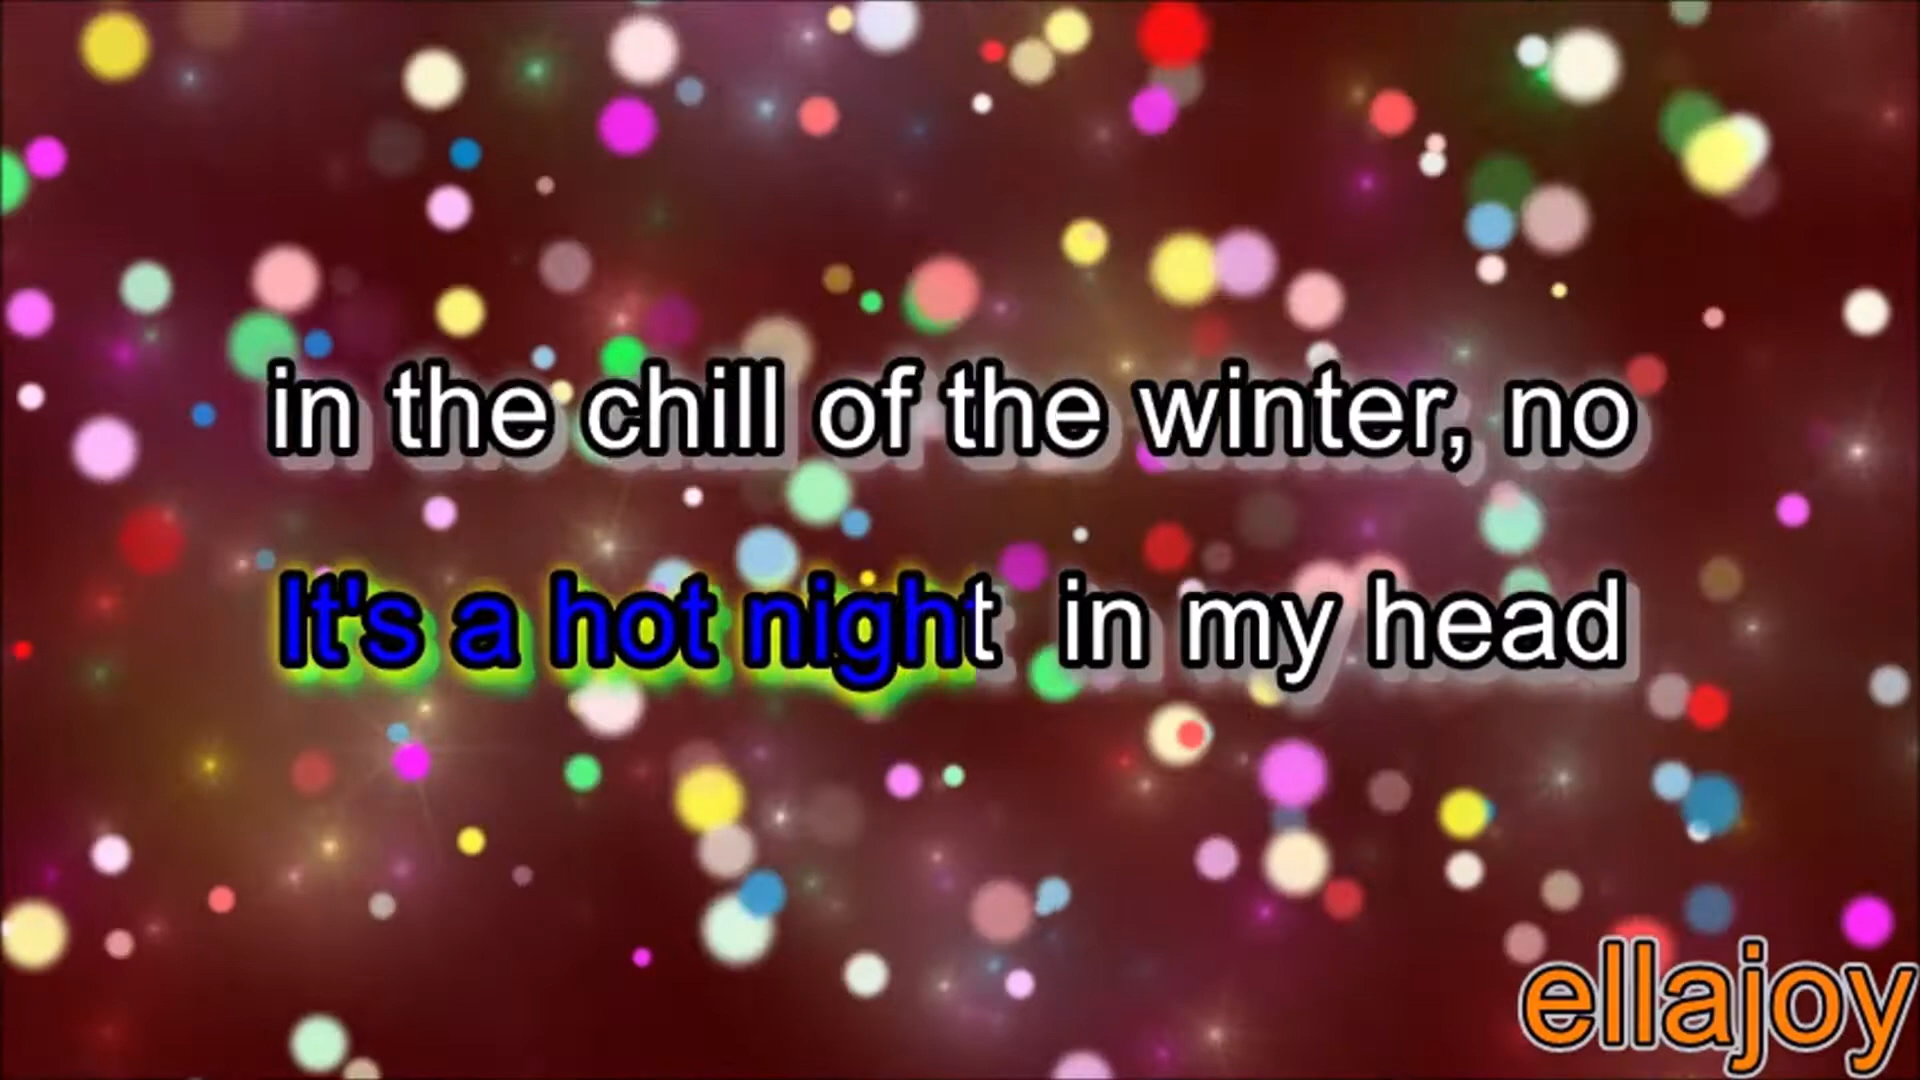 in the chill of the winter, no
It's a hot night in my head
ellajoy